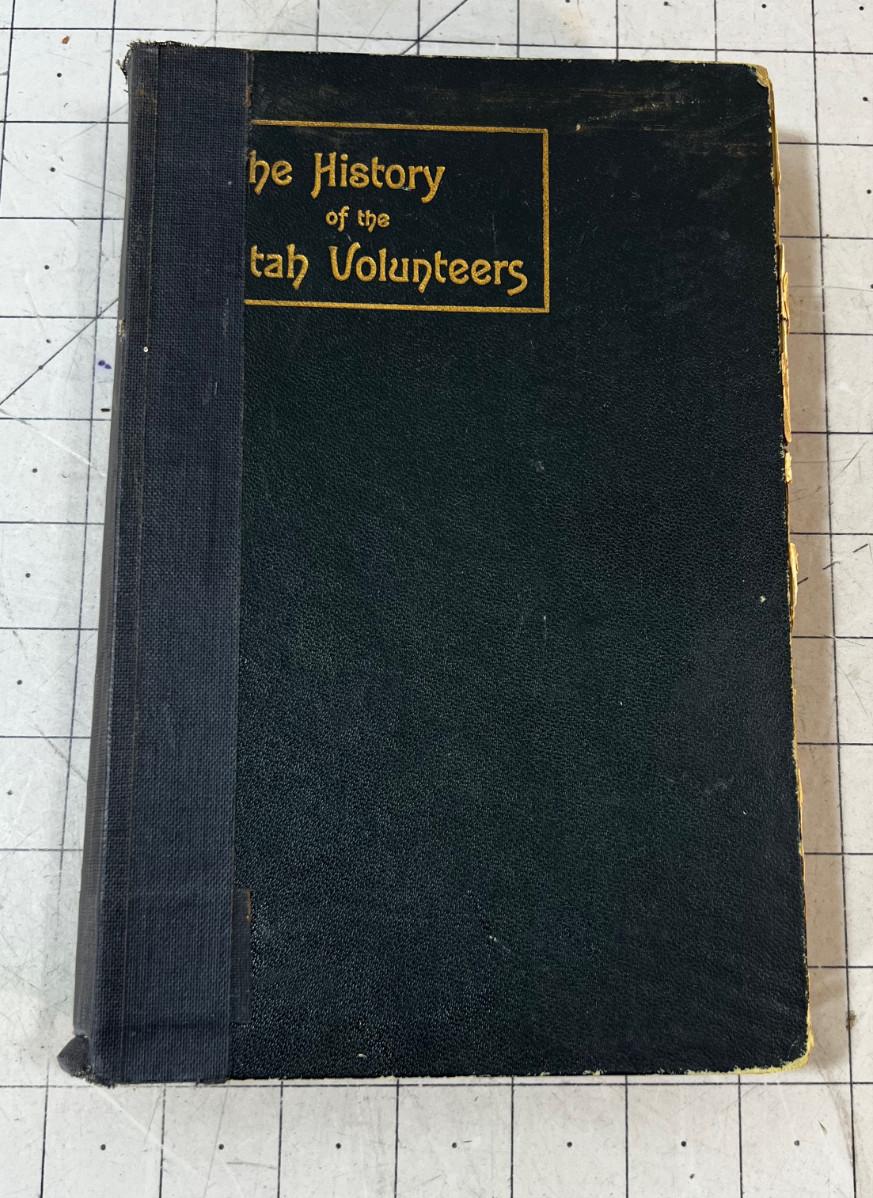 he History
of the
tah Volunteers